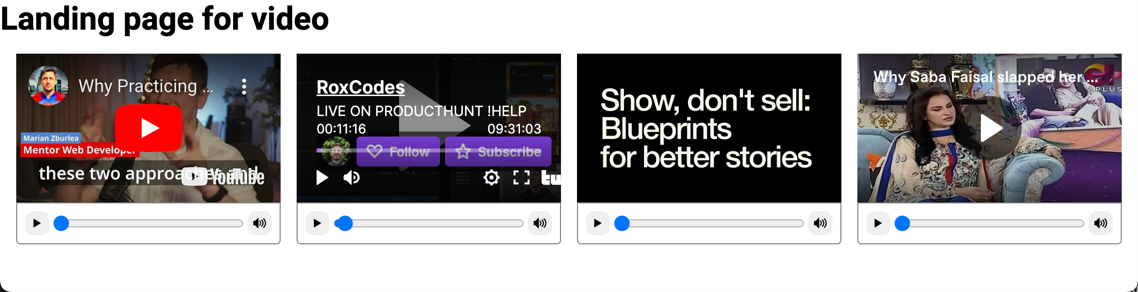 Landing page for video
Why Practicing ...
Marian Zburlea
Mentor Web Developer
these two approaches and
YouTube
RoxCodes
LIVE ON PRODUCTHUNT !HELP
00:11:16 09:31:03
Follow Subscribe
Show, don't sell:
Blueprints
for better stories
Why Saba Faisal slapped her ...
PLUS